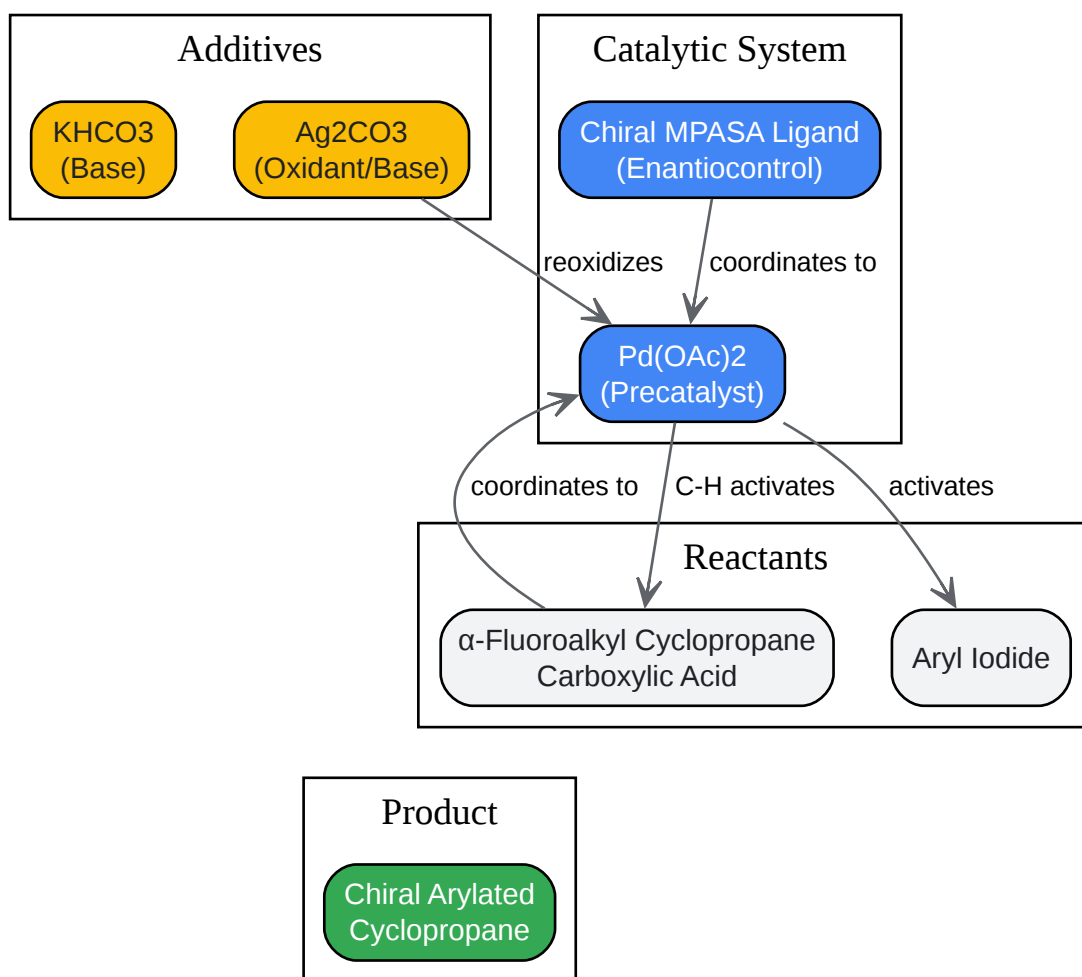 Additives
Catalytic System
KHCO3
(Base)
Ag2CO3
(Oxidant/Base)
Chiral MPASA Ligand
(Enantiocontrol)
reoxidizes
coordinates to
Pd(OAc)2
(Precatalyst)
coordinates to
C-H activates
activates
Reactants
α-Fluoroalkyl Cyclopropane
Carboxylic Acid
Aryl Iodide
Product
Chiral Arylated
Cyclopropane